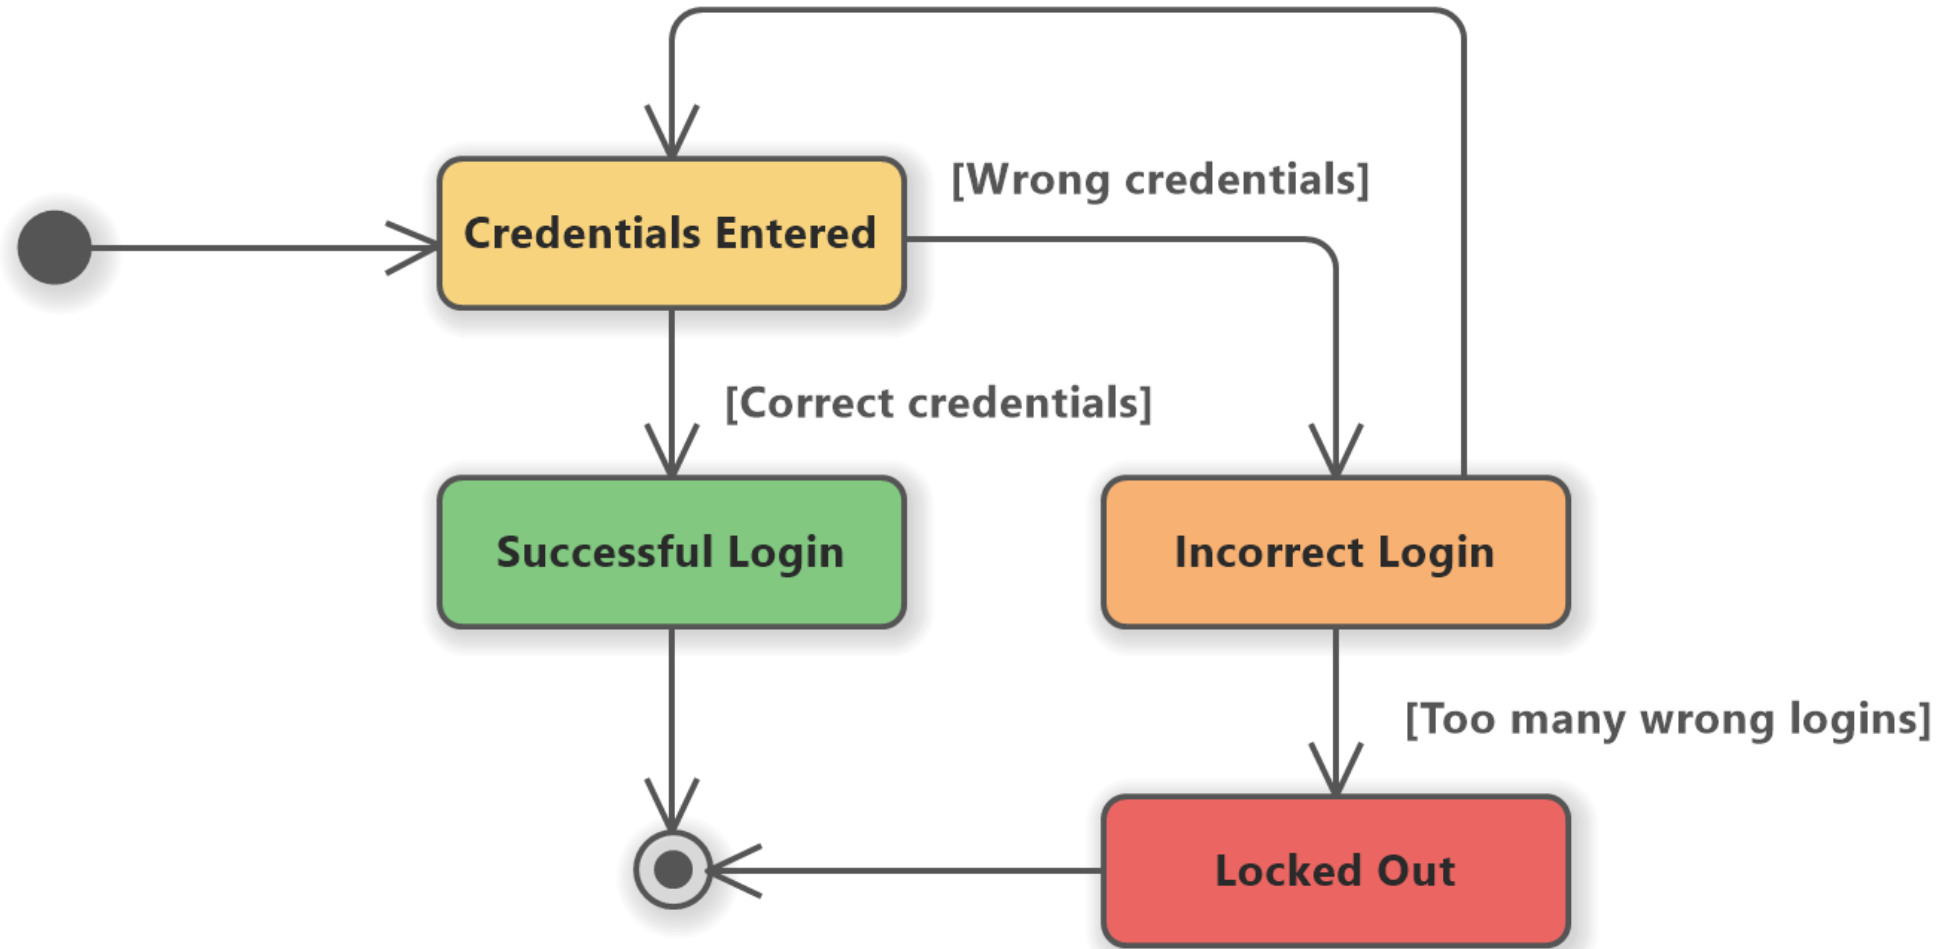 [Wrong credentials]
Credentials Entered
[Correct credentials]
Successful Login
Incorrect Login
[Too many wrong logins]
Locked Out